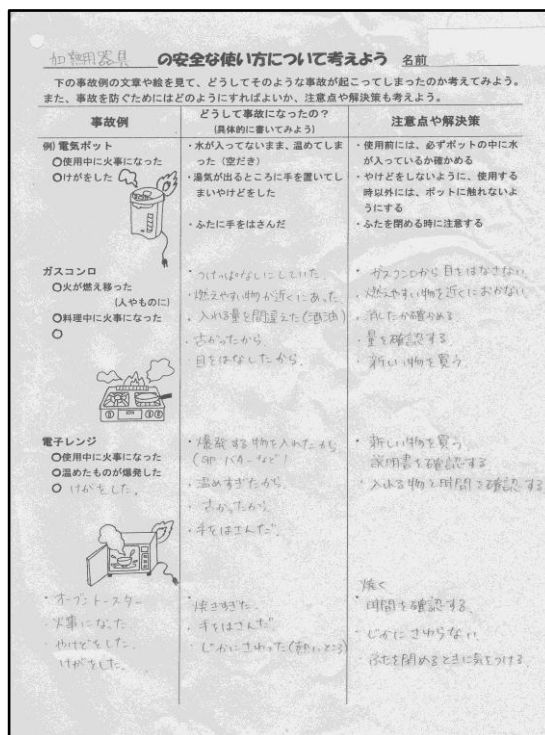 加熱用器具 の安全な使い方について考えよう 名前
下の事故例の文章や絵を見て、どうしてそのような事故が起こってしまったのか考えてみよう。
また、事故を防ぐためにはどのようにすればよいか、注意点や解決策も考えよう。
事故例
どうして事故になったの？
(具体的に書いてみよう)
注意点や解決策
例) 電気ポット
○使用中に火事になった
○けがをした
・水が入ってないまま、温めてしまった（空だき）
・湯気が出るところに手を置いてしまいやけどをした
・ふたに手をはさんだ
・使用前には、必ずポットの中に水が入っているか確かめる
・やけどをしないように、使用する時以外には、ポットに触れないようにする
・ふたを閉める時に注意する
ガスコンロ
○火が燃え移った
(人やものに)
○料理中に火事になった
○
・つけっぱなしにしていた。
・燃えやすい物が近くにあった。
・入れる量を間違えた(酒油)
・古かったから。
・目をはなしたから。
・ガスコンロから目をはなさない。
・燃えやすい物を近くにおかない。
・消したか確かめる。
・量を確認する。
・新しい物を買う。
電子レンジ
○使用中に火事になった
○温めたものが爆発した
○ けがをした。
・爆発する物を入れたから
(卵・バターなど)
・温めすぎたから。
・古かったから。
・手をはさんだ。
・新しい物を買う。
説明書を確認する
・入れる物と時間を確認する
・オーブントースター
・火事になった
・やけどをした。
けがをした。
・焼きすぎた。
・手をはさんだ。
・じかにさわった(熱いところ)
焼く
・時間を確認する。
・じかにさわらない。
・ふたを閉めるときに気をつける。